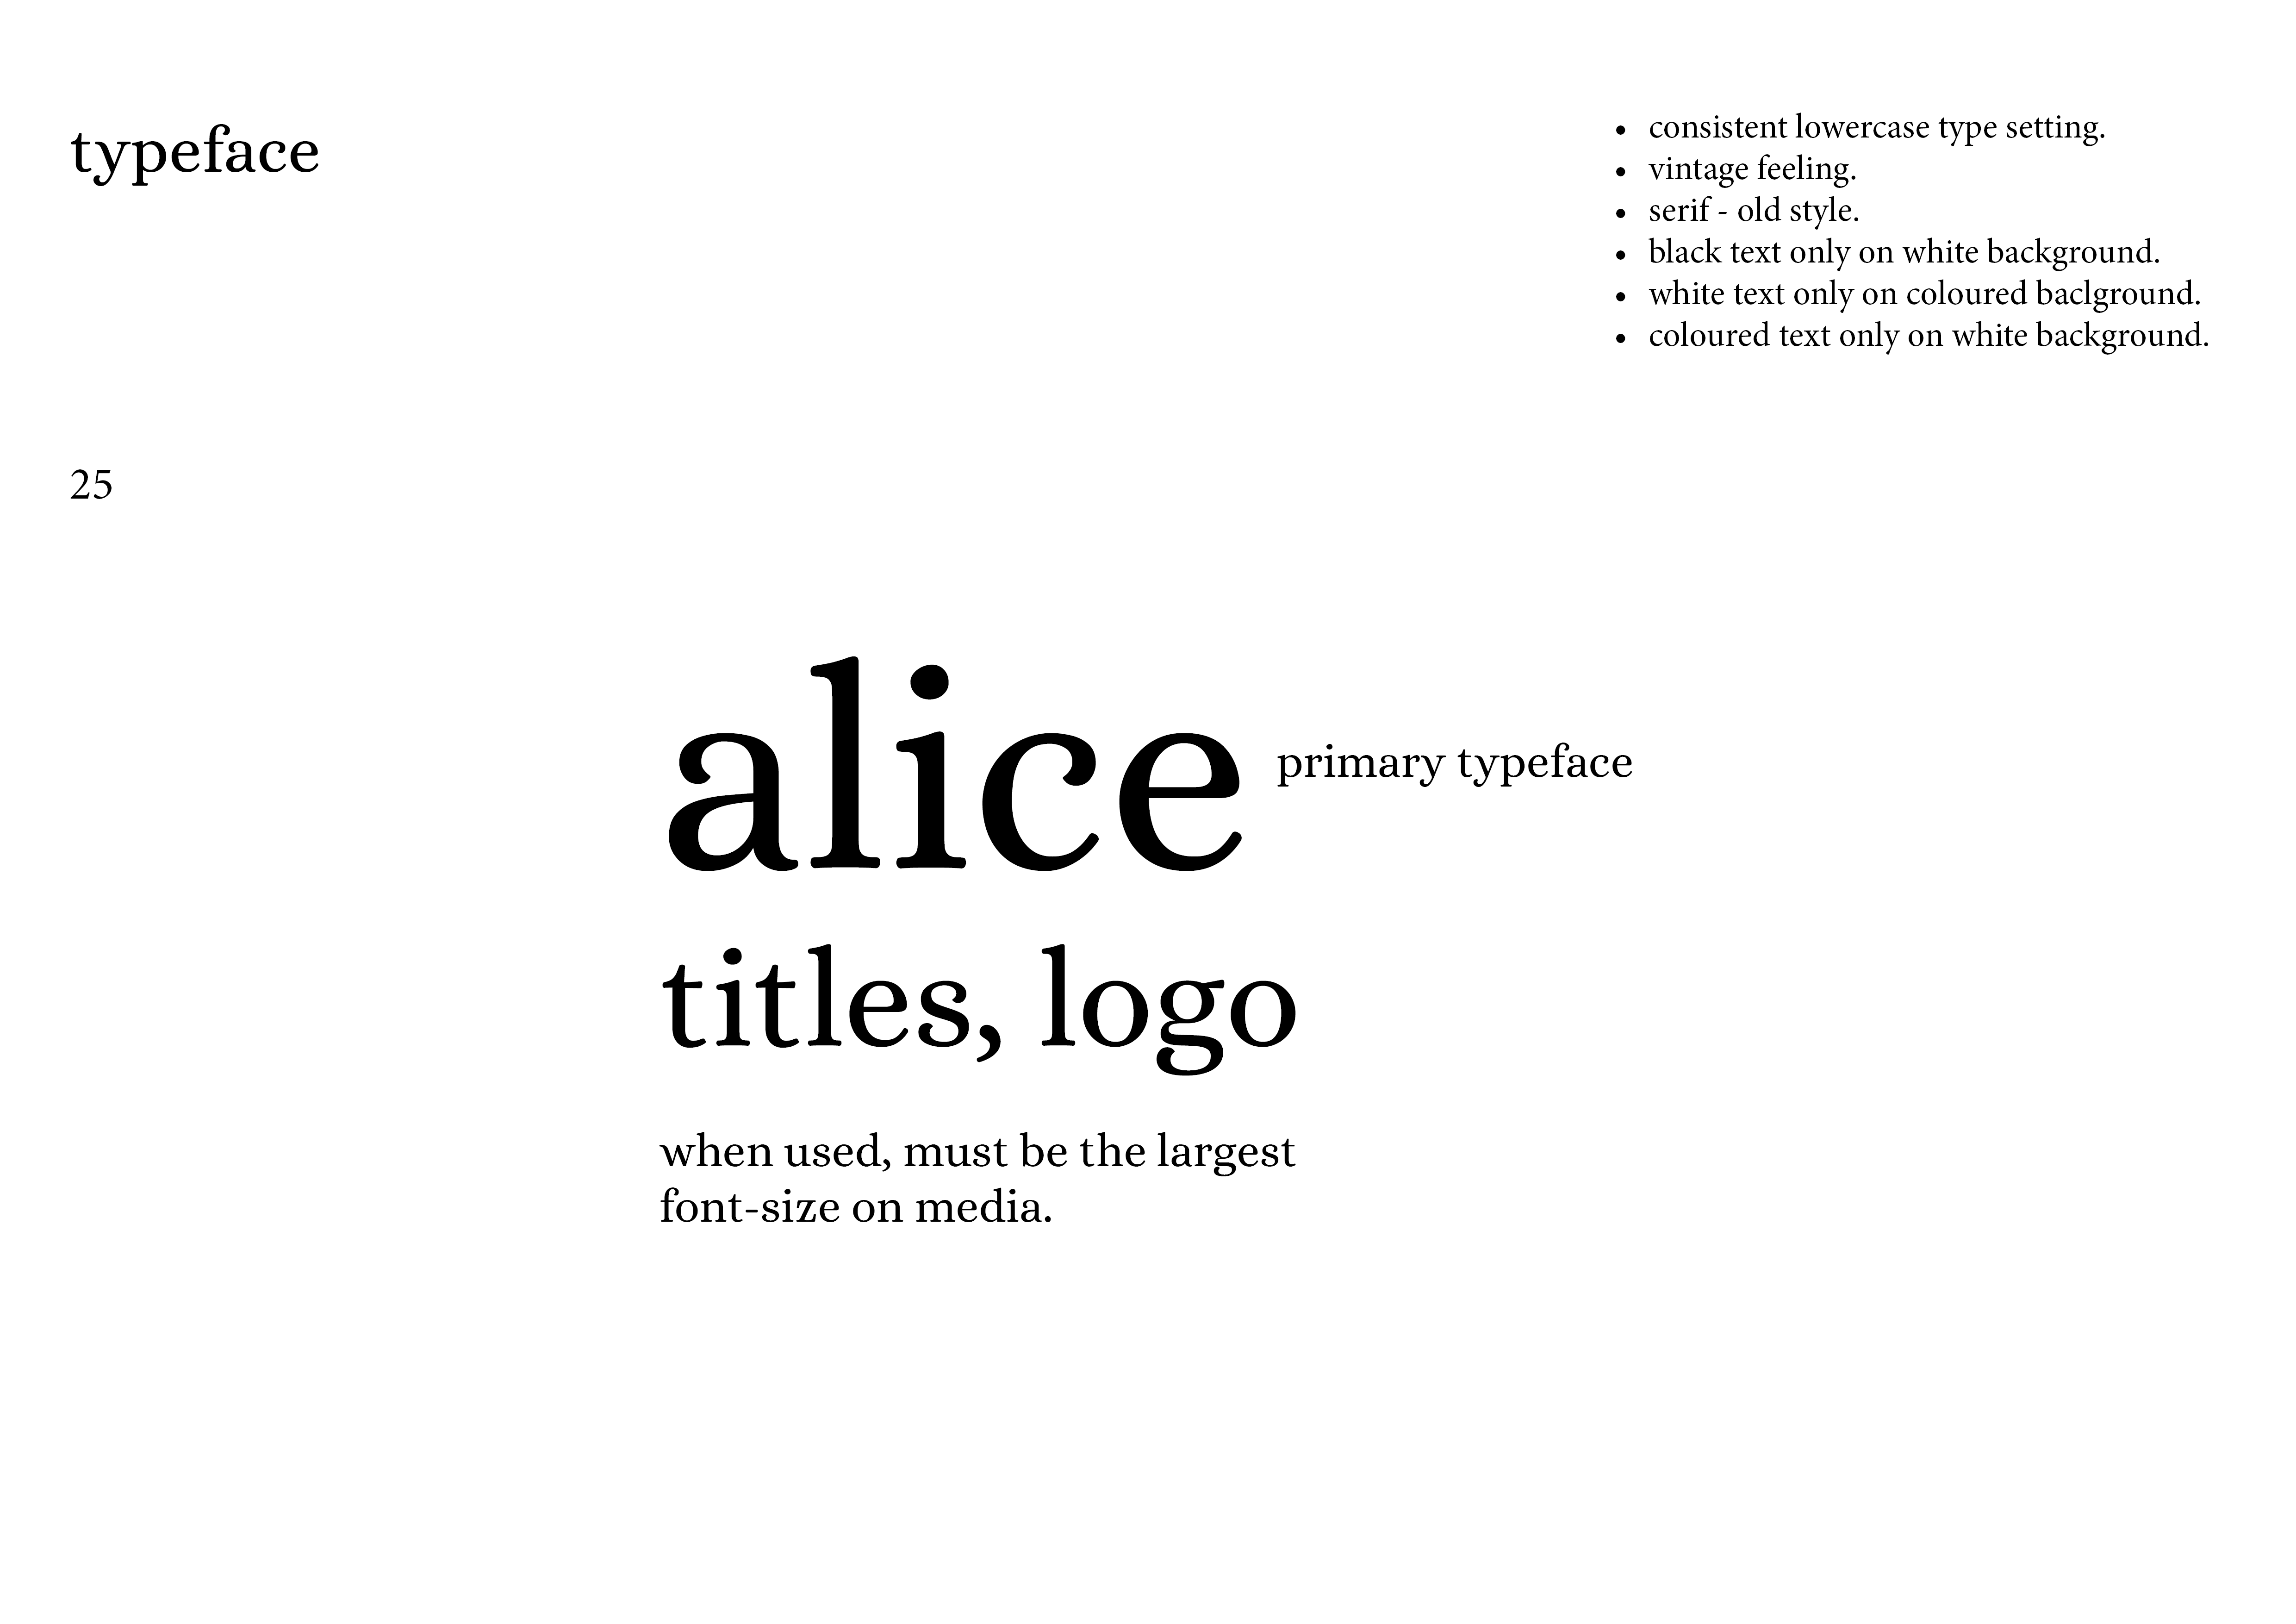 typeface
• consistent lowercase type setting.
• vintage feeling.
• serif - old style.
• black text only on white background.
• white text only on coloured baclground.
• coloured text only on white background.
25
alice
primary typeface
titles, logo
when used, must be the largest
font-size on media.